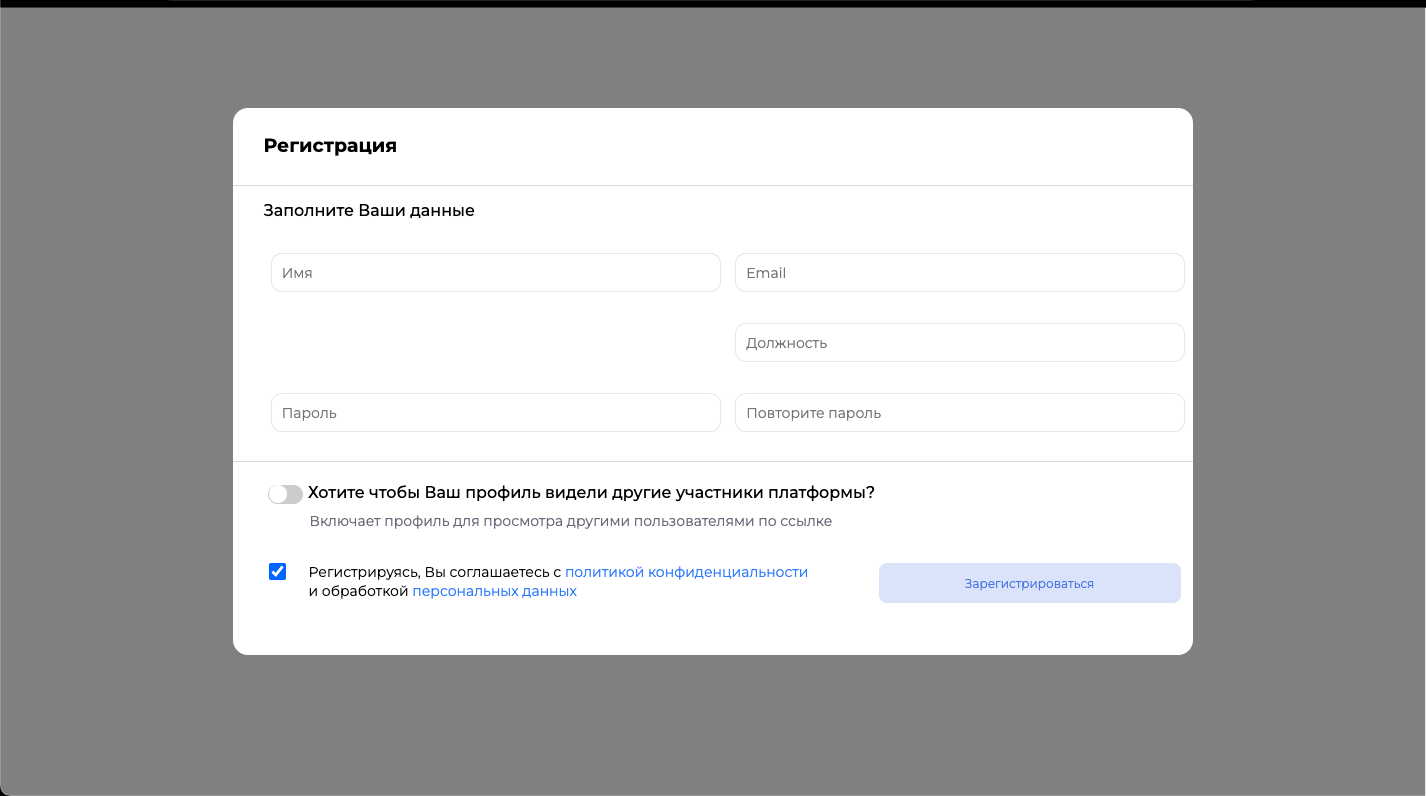 Регистрация
Заполните Ваши данные
Имя
Email
Должность
Пароль
Повторите пароль
Хотите чтобы Ваш профиль видели другие участники платформы?
Включает профиль для просмотра другими пользователями по ссылке
Регистрируясь, Вы соглашаетесь с политикой конфиденциальности
и обработкой персональных данных
Зарегистрироваться